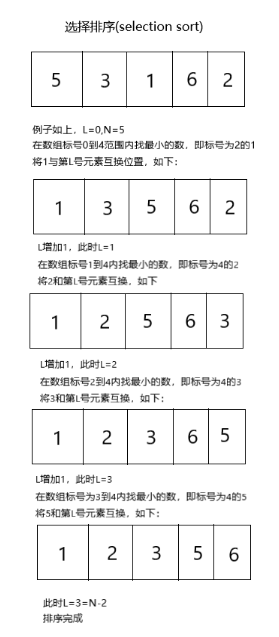 选择排序(selection sort)
5 3 1 6 2
例子如上，L=0,N=5
在数组标号0到4范围内找最小的数，即标号为2的1
将1与第L号元素互换位置，如下：
1 3 5 6 2
L增加1，此时L=1
在数组标号1到4内找最小的数，即标号为4的2
将2和第L号元素互换，如下
1 2 5 6 3
L增加1，此时L=2
在数组标号2到4内找最小的数，即标号为4的3
将3和第L号元素互换，如下：
1 2 3 6 5
L增加1，此时L=3
在数组标号为3到4内找最小的数，即标号为4的5
将5和第L号元素互换，如下：
1 2 3 5 6
此时L=3=N-2
排序完成